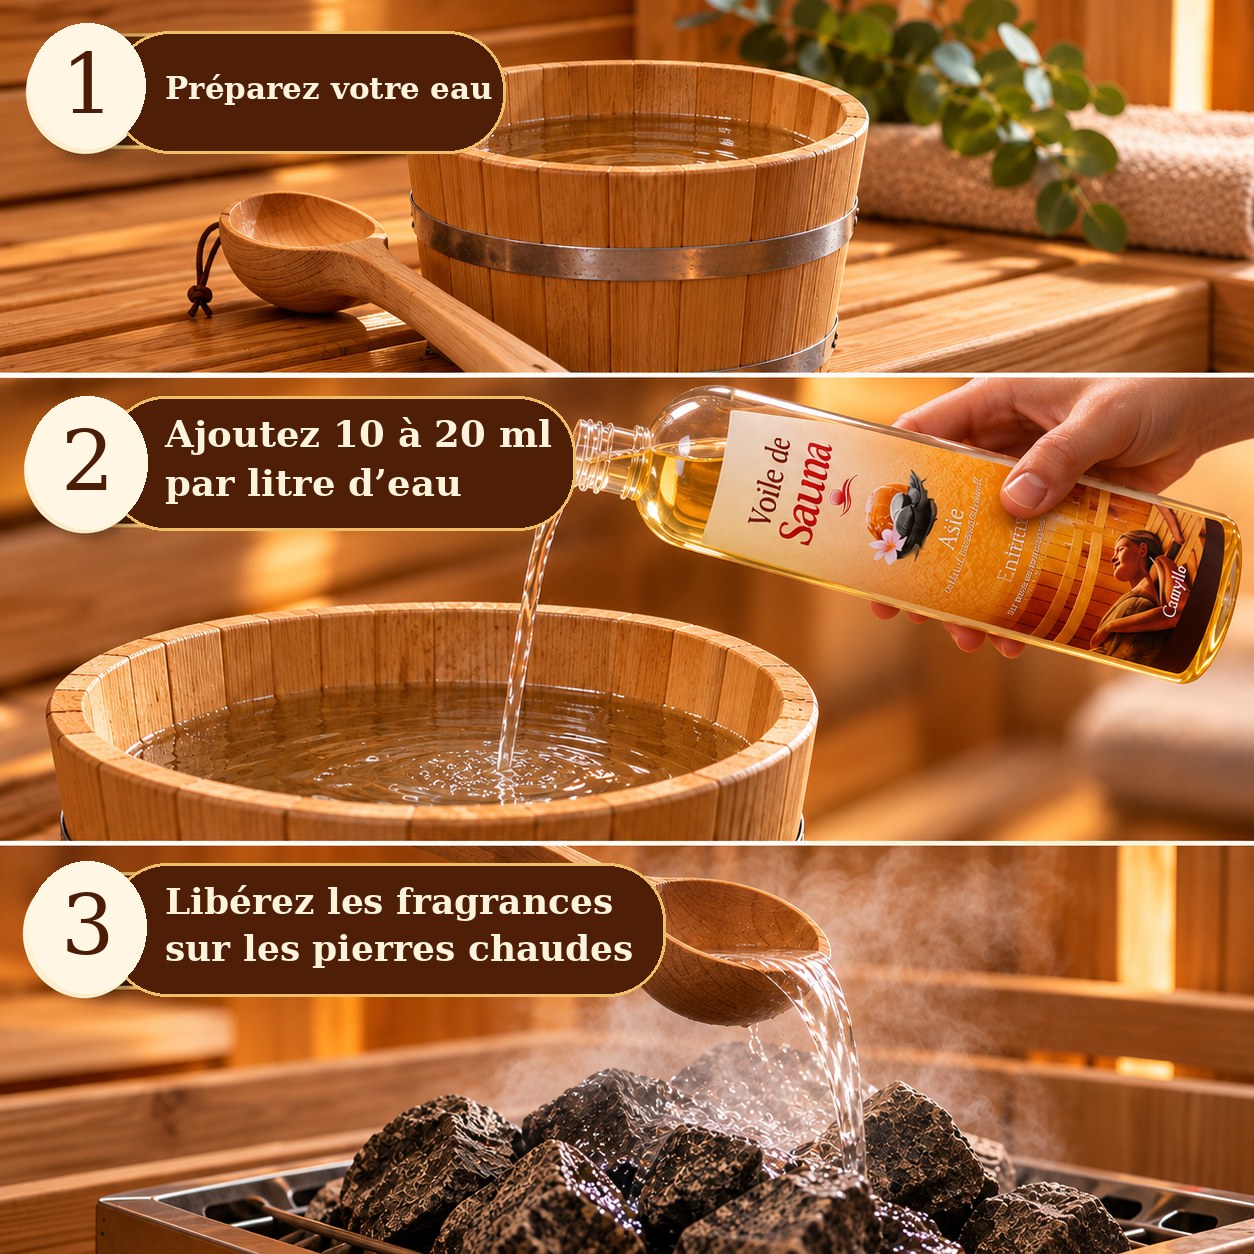 1
Préparez votre eau
2
Ajoutez 10 à 20 ml
par litre d’eau
Voile de
Sauna
Asie
Camylle
3
Libérez les fragrances
sur les pierres chaudes